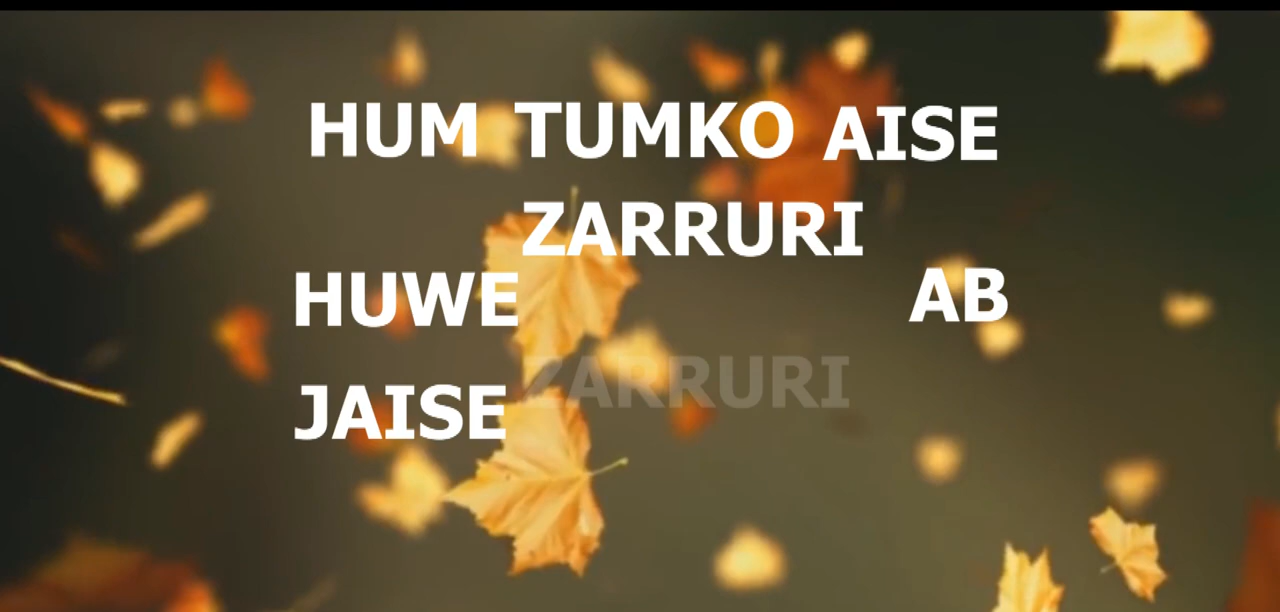 HUM TUMKO AISE
ZARRURI
HUWE AB
ZARRURI
JAISE